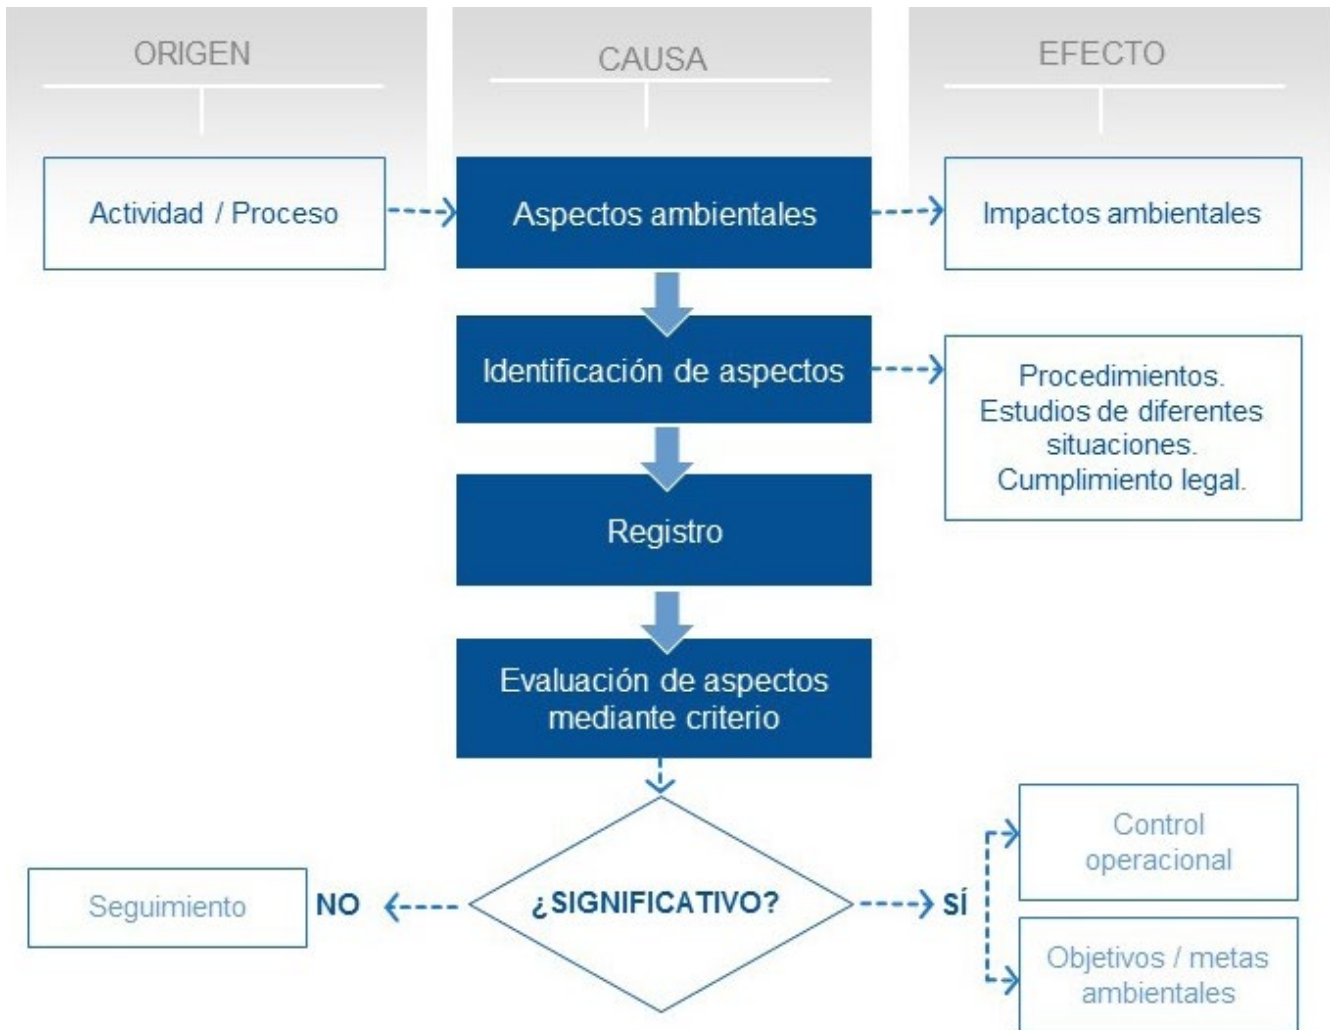 ORIGEN
CAUSA
EFECTO
Actividad / Proceso
Aspectos ambientales
Impactos ambientales
Identificación de aspectos
Procedimientos.
Estudios de diferentes
situaciones.
Cumplimiento legal.
Registro
Evaluación de aspectos
mediante criterio
¿SIGNIFICATIVO?
NO
Seguimiento
SÍ
Control
operacional
Objetivos / metas
ambientales